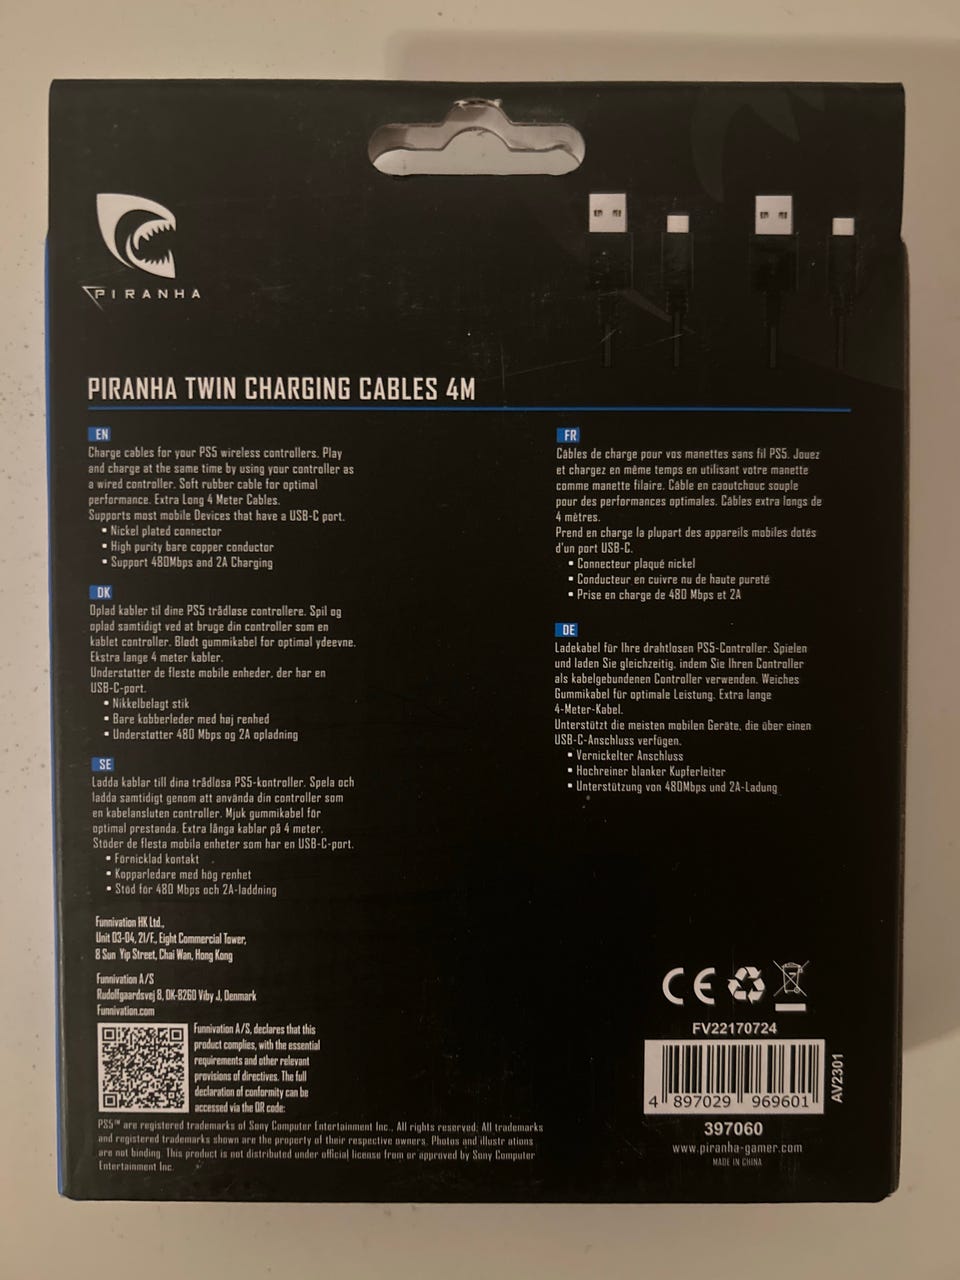 PIRANHA
PIRANHA TWIN CHARGING CABLES 4M
EN
Charge cables for your PS5 wireless controllers. Play
and charge at the same time by using your controller as
a wired controller. Soft rubber cable for optimal
performance. Extra Long 4 Meter Cables.
Supports most mobile Devices that have a USB-C port.
• Nickel plated connector
• High purity bare copper conductor
• Support 480Mbps and 2A Charging
DK
Oplad kabler til dine PS5 trådløse controllere. Spil og
oplad samtidigt ved at bruge din controller som en
kablet controller. Blødt gummikabel for optimal ydeevne.
Ekstra lange 4 meter kabler.
Understøtter de fleste mobile enheder, der har en
USB-C-port.
• Nikkelbelagt stik
• Bare kobberleder med høj renhed
• Understøtter 480 Mbps og 2A opladning
SE
Ladda kablar till dina trådlösa PS5-kontroller. Spela och
ladda samtidigt genom att använda din controller som
en kabelansluten controller. Mjuk gummikabel för
optimal prestanda. Extra långa kablar på 4 meter.
Stöder de flesta mobila enheter som har en USB-C-port.
• Förnicklad kontakt
• Kopparledare med hög renhet
• Stöd för 480 Mbps och 2A-laddning
FR
Câbles de charge pour vos manettes sans fil PS5. Jouez
et chargez en même temps en utilisant votre manette
comme manette filaire. Câble en caoutchouc souple
pour des performances optimales. Câbles extra longs de
4 mètres.
Prend en charge la plupart des appareils mobiles dotés
d'un port USB-C.
• Connecteur plaqué nickel
• Conducteur en cuivre nu de haute pureté
• Prise en charge de 480 Mbps et 2A
DE
Ladekabel für Ihre drahtlosen PS5-Controller. Spielen
und laden Sie gleichzeitig, indem Sie Ihren Controller
als kabelgebundenen Controller verwenden. Weiches
Gummikabel für optimale Leistung. Extra lange
4-Meter-Kabel.
Unterstützt die meisten mobilen Geräte, die über einen
USB-C-Anschluss verfügen.
• Vernickelter Anschluss
• Hochreiner blanker Kupferleiter
• Unterstützung von 480Mbps und 2A-Ladung
Funnivation HK Ltd.,
Unit 03-04, 21/F., Eight Commercial Tower,
8 Sun Yip Street, Chai Wan, Hong Kong
Funnivation A/S
Rudolfgaardsvej 8, DK-8260 Viby J, Denmark
Funnivation.com
Funnivation A/S, declares that this
product complies, with the essential
requirements and other relevant
provisions of directives. The full
declaration of conformity can be
accessed via the QR code:
PS5™ are registered trademarks of Sony Computer Entertainment Inc., All rights reserved; All trademarks
and registered trademarks shown are the property of their respective owners. Photos and illustr ations
are not binding. This product is not distributed under official license from or approved by Sony Computer
Entertainment Inc.
CE
FV22170724
4 897029 969601
AV2301
397060
www.piranha-gamer.com
MADE IN CHINA